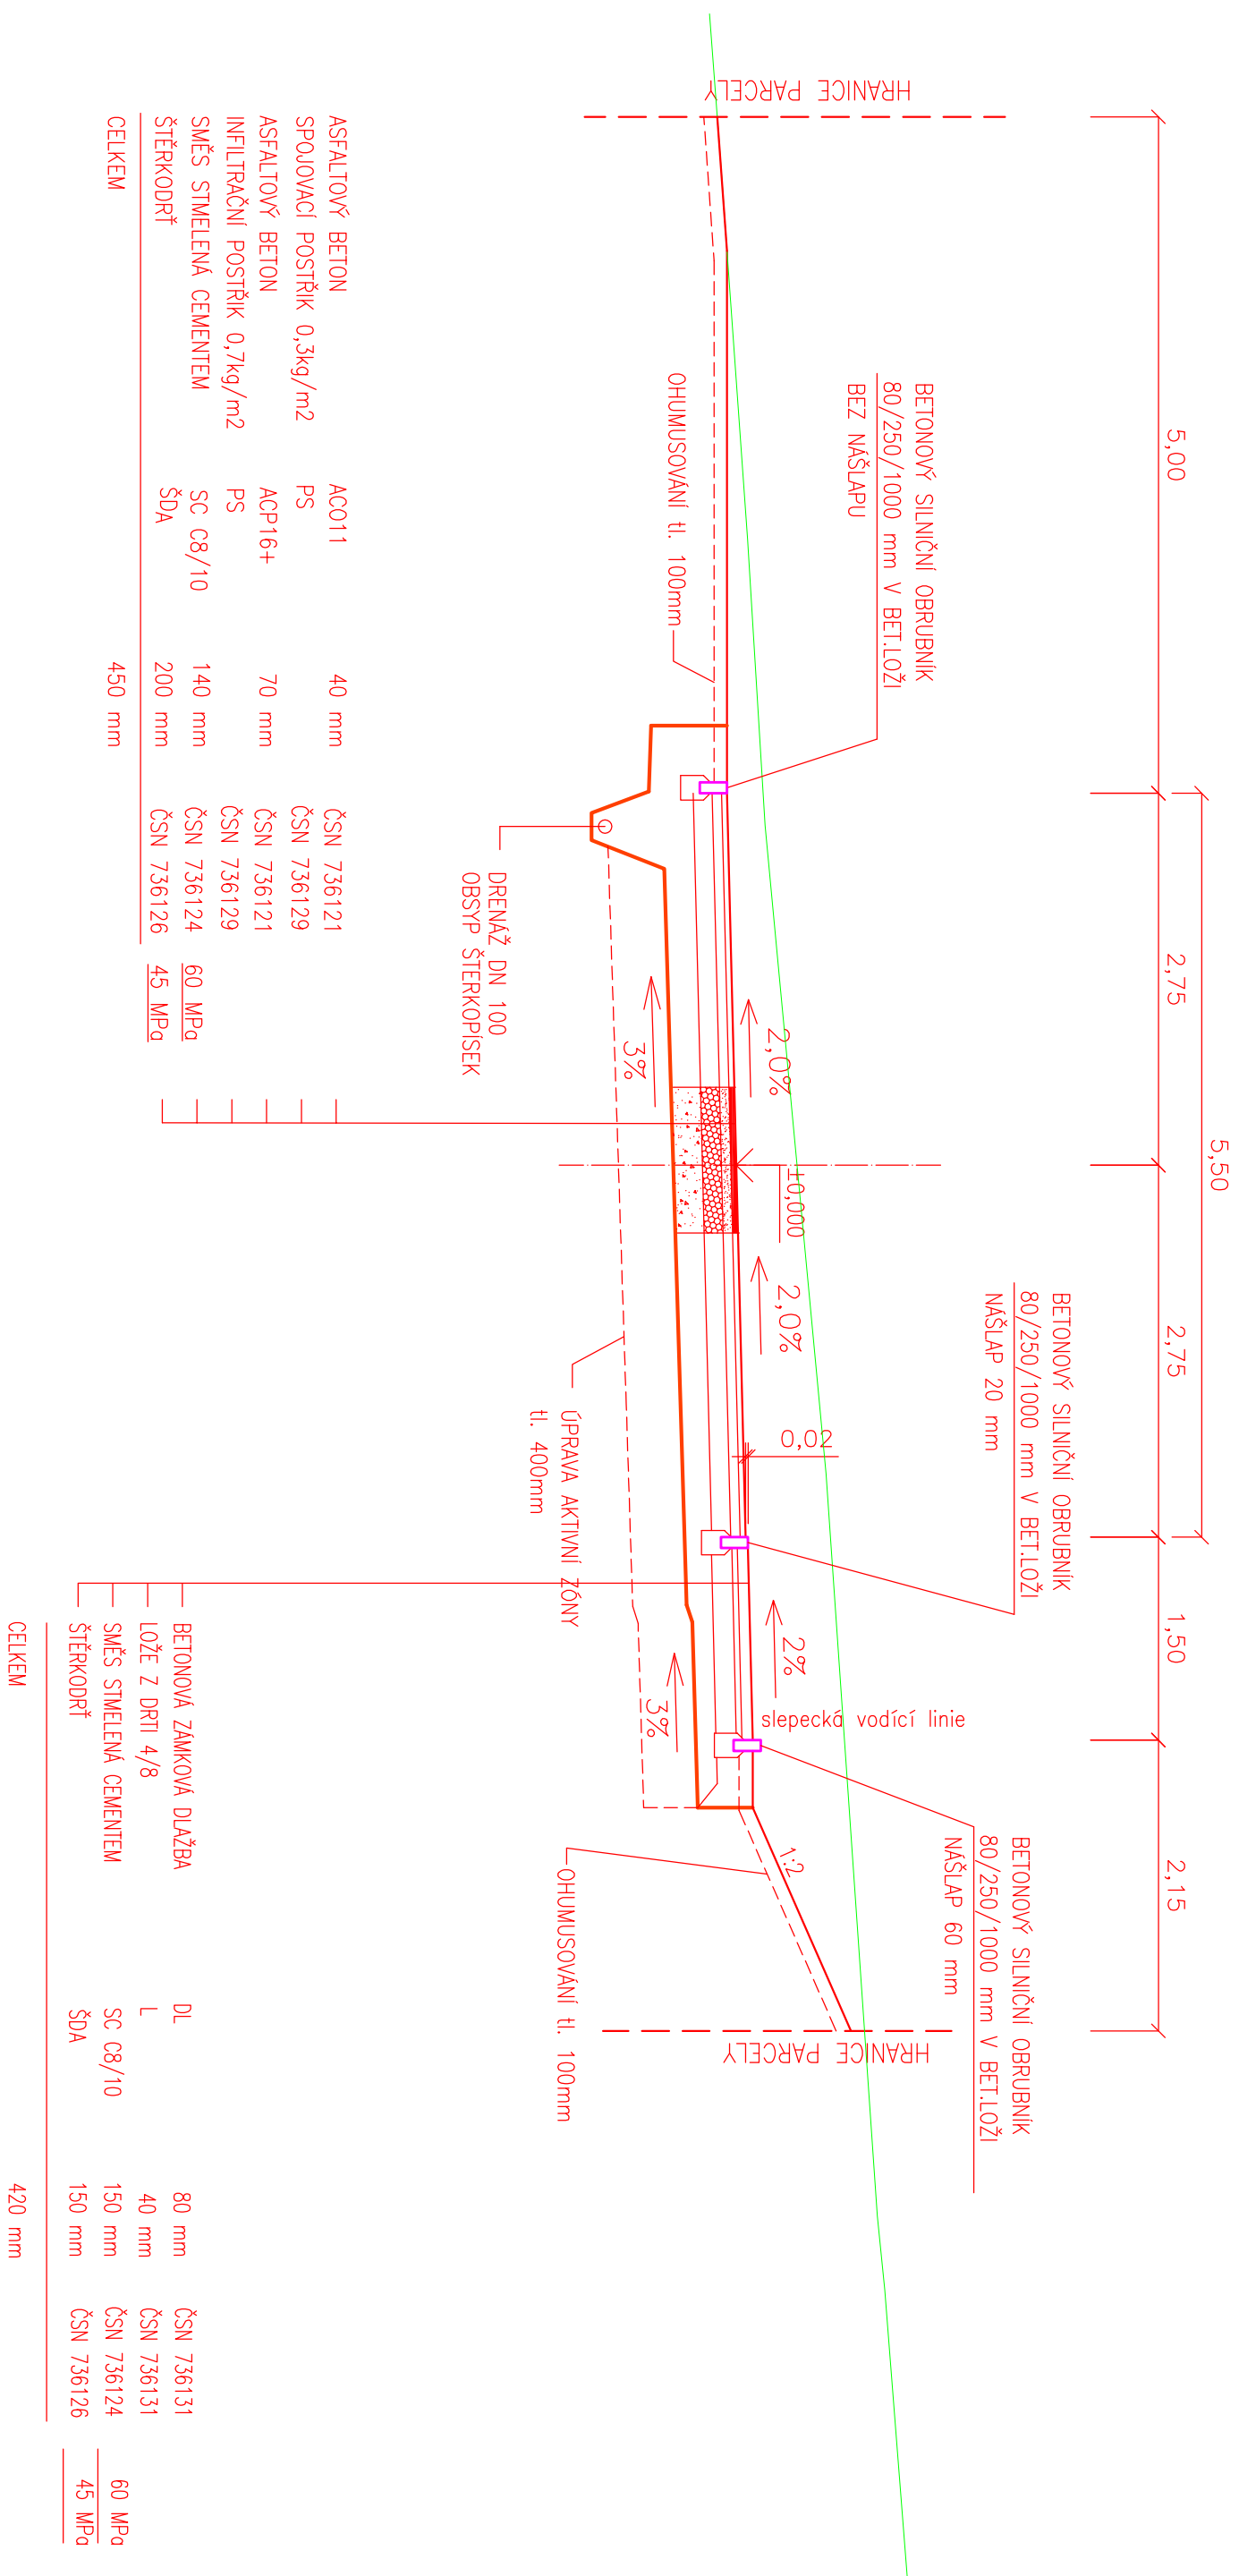 5,50
5,00
2,75
2,75
1,50
2,15
HRANICE PARCELY
BETONOVÝ SILNIČNÍ OBRUBNÍK
80/250/1000 mm V BET.LOŽI
BEZ NÁŠLAPU
BETONOVÝ SILNIČNÍ OBRUBNÍK
80/250/1000 mm V BET.LOŽI
NÁŠLAP 20 mm
BETONOVÝ SILNIČNÍ OBRUBNÍK
80/250/1000 mm V BET.LOŽI
NÁŠLAP 60 mm
HRANICE PARCELY
OHUMUSOVÁNÍ tl. 100mm
2,0%
±0,000
2,0%
0,02
2%
slepecká vodící linie
1:2
3%
3%
DRENÁŽ DN 100
OBSYP ŠTERKOPÍSEK
ÚPRAVA AKTIVNÍ ZÓNY
tl. 400mm
OHUMUSOVÁNÍ tl. 100mm
ASFALTOVÝ BETON ACO11 40 mm ČSN 736121
SPOJOVACÍ POSTŘIK 0,3kg/m2 PS ČSN 736129
ASFALTOVÝ BETON ACP16+ 70 mm ČSN 736121
INFILTRAČNÍ POSTŘIK 0,7kg/m2 PS ČSN 736129
SMĚS STMELENÁ CEMENTEM SC C8/10 140 mm ČSN 736124 60 MPa
ŠTĚRKODRŤ ŠDA 200 mm ČSN 736126 45 MPa
CELKEM 450 mm
BETONOVÁ ZÁMKOVÁ DLAŽBA DL 80 mm ČSN 736131
LOŽE Z DRTI 4/8 L 40 mm ČSN 736131
SMĚS STMELENÁ CEMENTEM SC C8/10 150 mm ČSN 736124 60 MPa
ŠTĚRKODRŤ ŠDA 150 mm ČSN 736126 45 MPa
CELKEM 420 mm